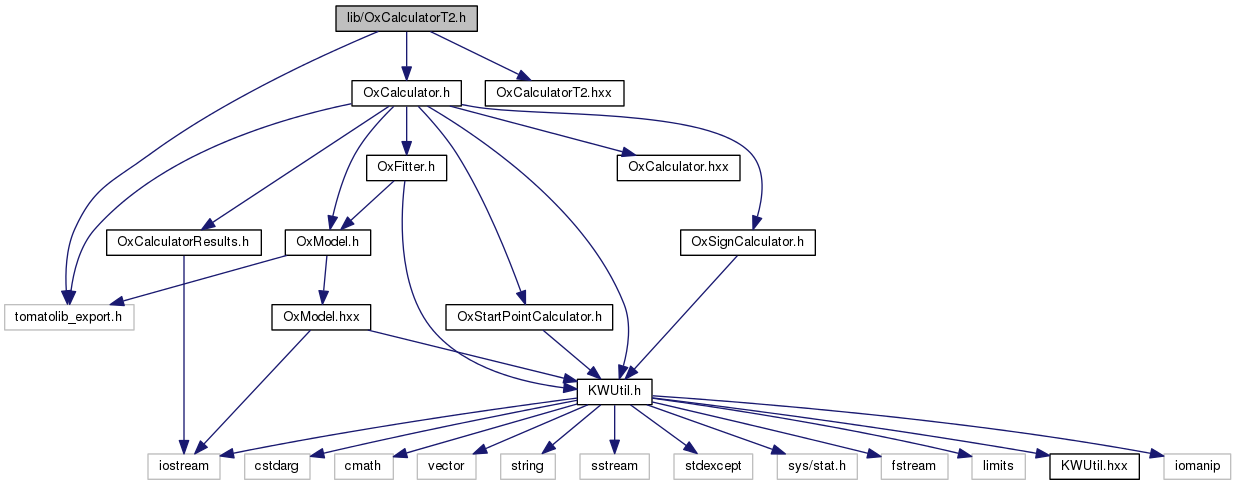 lib/OxCalculatorT2.h
OxCalculator.h
OxCalculatorT2.hxx
OxFitter.h
OxCalculator.hxx
OxCalculatorResults.h
OxModel.h
OxSignCalculator.h
tomatolib_export.h
OxModel.hxx
OxStartPointCalculator.h
KWUtil.h
iostream
cstdarg
cmath
vector
string
sstream
stdexcept
sys/stat.h
fstream
limits
KWUtil.hxx
iomanip